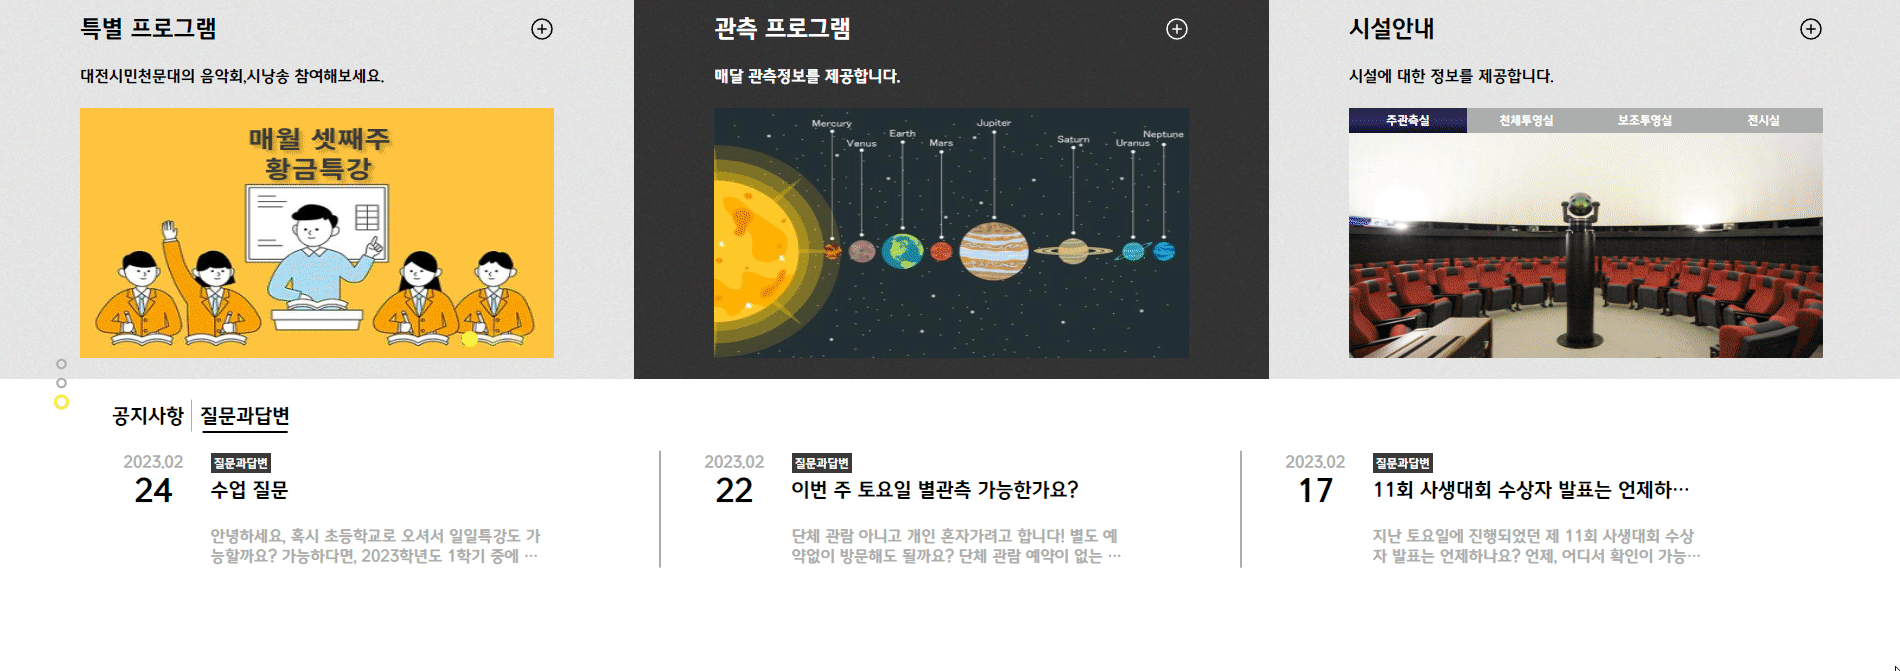 특별 프로그램
대전시민천문대의 음악회,시낭송 참여해보세요.
매월 셋째주
황금특강
관측 프로그램
매달 관측정보를 제공합니다.
Mercury
Venus
Earth
Mars
Jupiter
Saturn
Uranus
Neptune
시설안내
시설에 대한 정보를 제공합니다.
주관측실 천체투영실 보조투영실 전시실
공지사항 질문과답변
2023.02
24
질문과답변
수업 질문
안녕하세요, 혹시 초등학교로 오셔서 일일특강도 가
능할까요? 가능하다면, 2023학년도 1학기 중에 …
2023.02
22
질문과답변
이번 주 토요일 별관측 가능한가요?
단체 관람 아니고 개인 혼자가려고 합니다! 별도 예
약없이 방문해도 될까요? 단체 관람 예약이 없는 …
2023.02
17
질문과답변
11회 사생대회 수상자 발표는 언제하…
지난 토요일에 진행되었던 제 11회 사생대회 수상
자 발표는 언제하나요? 언제, 어디서 확인이 가능…